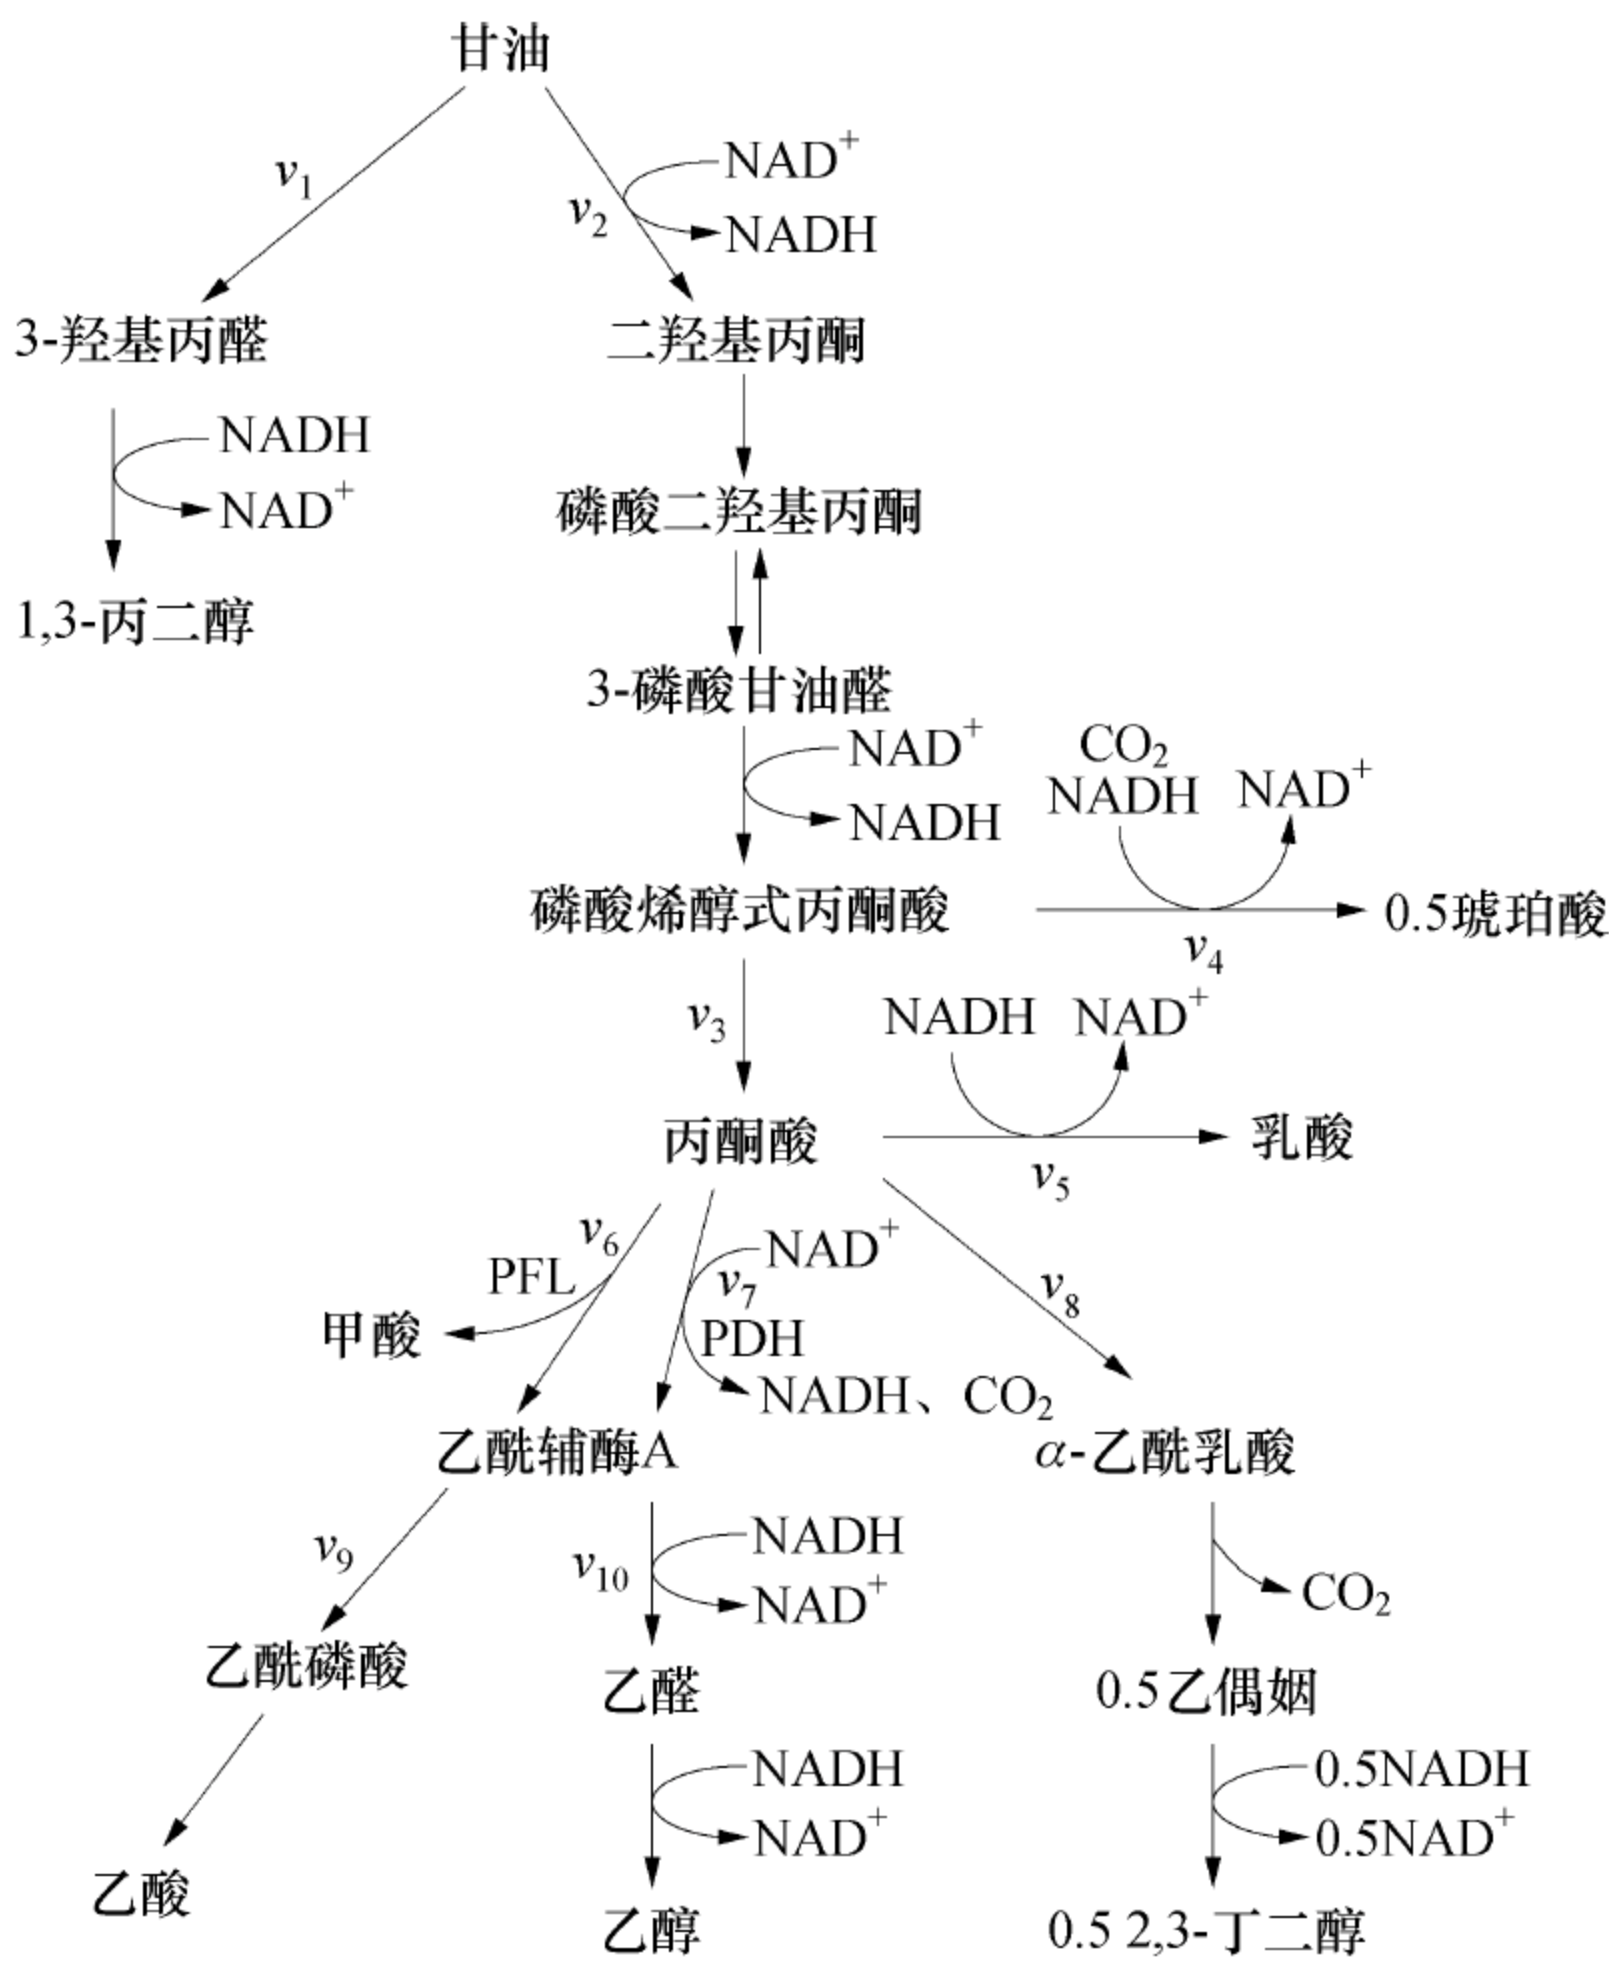 甘油
v1
NAD+
v2
NADH
3-羟基丙醛
二羟基丙酮
NADH
NAD+
磷酸二羟基丙酮
1,3-丙二醇
3-磷酸甘油醛
NAD+
NADH
CO2
NADH NAD+
磷酸烯醇式丙酮酸
0.5琥珀酸
v4
v3
NADH NAD+
丙酮酸
乳酸
v5
v6
NAD+
PFL
v7
v8
甲酸
PDH
NADH、CO2
乙酰辅酶A
α-乙酰乳酸
v9
NADH
v10
NAD+
CO2
乙酰磷酸
乙醛
0.5乙偶姻
NADH
NAD+
0.5NADH
0.5NAD+
乙酸
乙醇
0.5 2,3-丁二醇